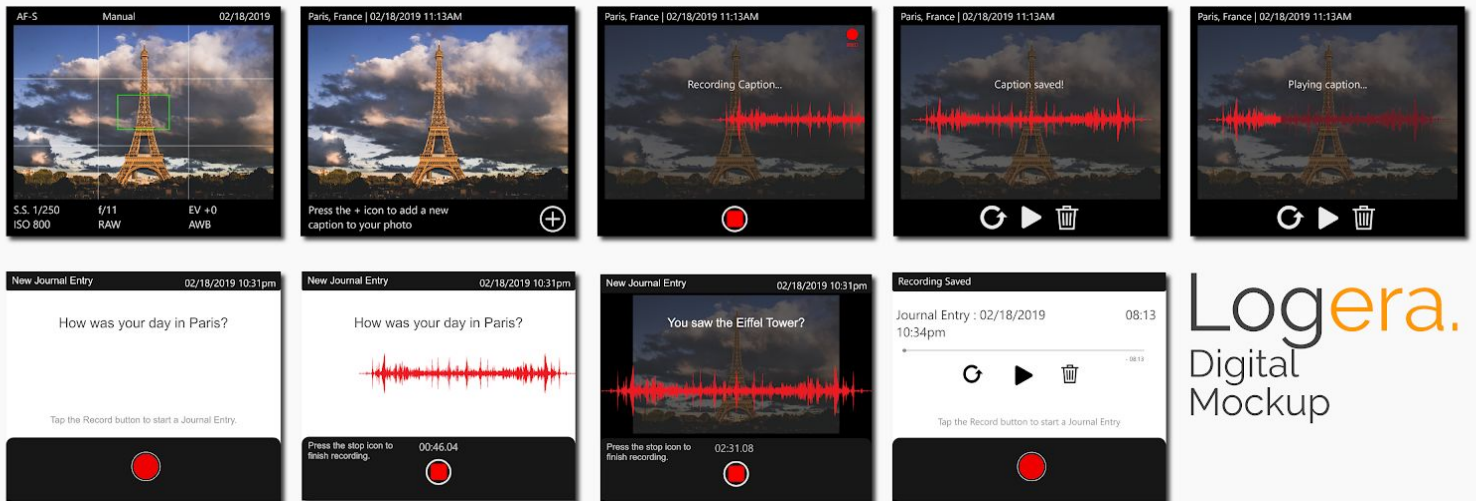 AF-S Manual 02/18/2019
S.S. 1/250 f/11 EV +0
ISO 800 RAW AWB
Paris, France | 02/18/2019 11:13AM
Press the + icon to add a new
caption to your photo
Paris, France | 02/18/2019 11:13AM
REC
Recording Caption...
Paris, France | 02/18/2019 11:13AM
Caption saved!
Paris, France | 02/18/2019 11:13AM
Playing caption...
New Journal Entry 02/18/2019 10:31pm
How was your day in Paris?
Tap the Record button to start a Journal Entry.
New Journal Entry 02/18/2019 10:31pm
How was your day in Paris?
Press the stop icon to 00:46.04
finish recording.
New Journal Entry 02/18/2019 10:31pm
You saw the Eiffel Tower?
Press the stop icon to 02:31.08
finish recording.
Recording Saved
Journal Entry : 02/18/2019 08:13
10:34pm
- 08:13
Tap the Record button to start a Journal Entry
Logera.
Digital
Mockup